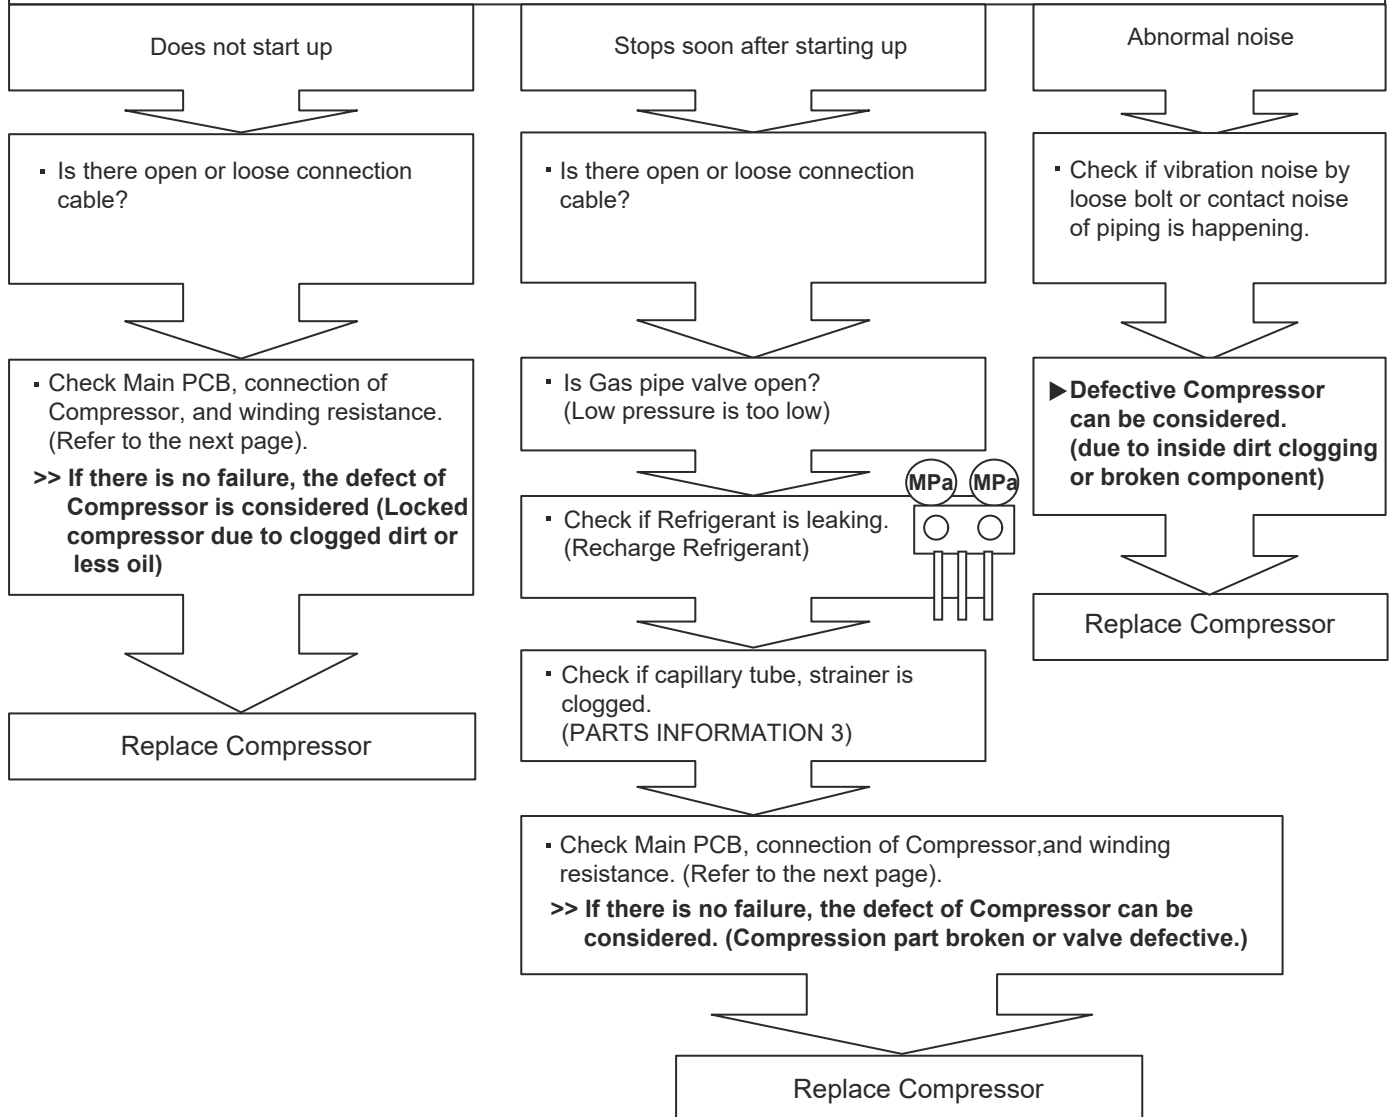 Does not start up
▪ Is there open or loose connection
cable?
▪ Check Main PCB, connection of
Compressor, and winding resistance.
(Refer to the next page).
>> If there is no failure, the defect of
Compressor is considered (Locked
compressor due to clogged dirt or
less oil)
Replace Compressor
Stops soon after starting up
▪ Is there open or loose connection
cable?
▪ Is Gas pipe valve open?
(Low pressure is too low)
▪ Check if Refrigerant is leaking.
(Recharge Refrigerant)
MPa MPa
▪ Check if capillary tube, strainer is
clogged.
(PARTS INFORMATION 3)
▪ Check Main PCB, connection of Compressor,and winding
resistance. (Refer to the next page).
>> If there is no failure, the defect of Compressor can be
considered. (Compression part broken or valve defective.)
Replace Compressor
Abnormal noise
▪ Check if vibration noise by
loose bolt or contact noise
of piping is happening.
▶Defective Compressor
can be considered.
(due to inside dirt clogging
or broken component)
Replace Compressor